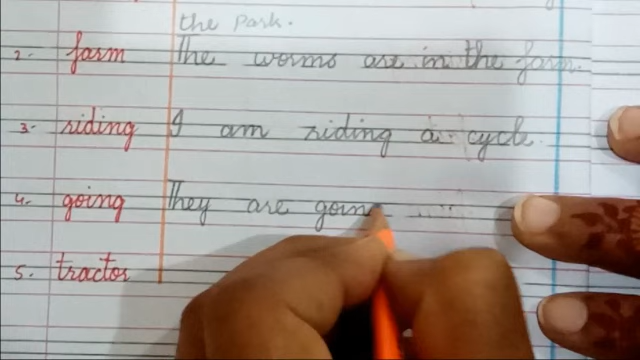 the Park.
2. farm The worms are in the farm.
3. riding I am riding a cycle.
4. going They are going
5. tractor